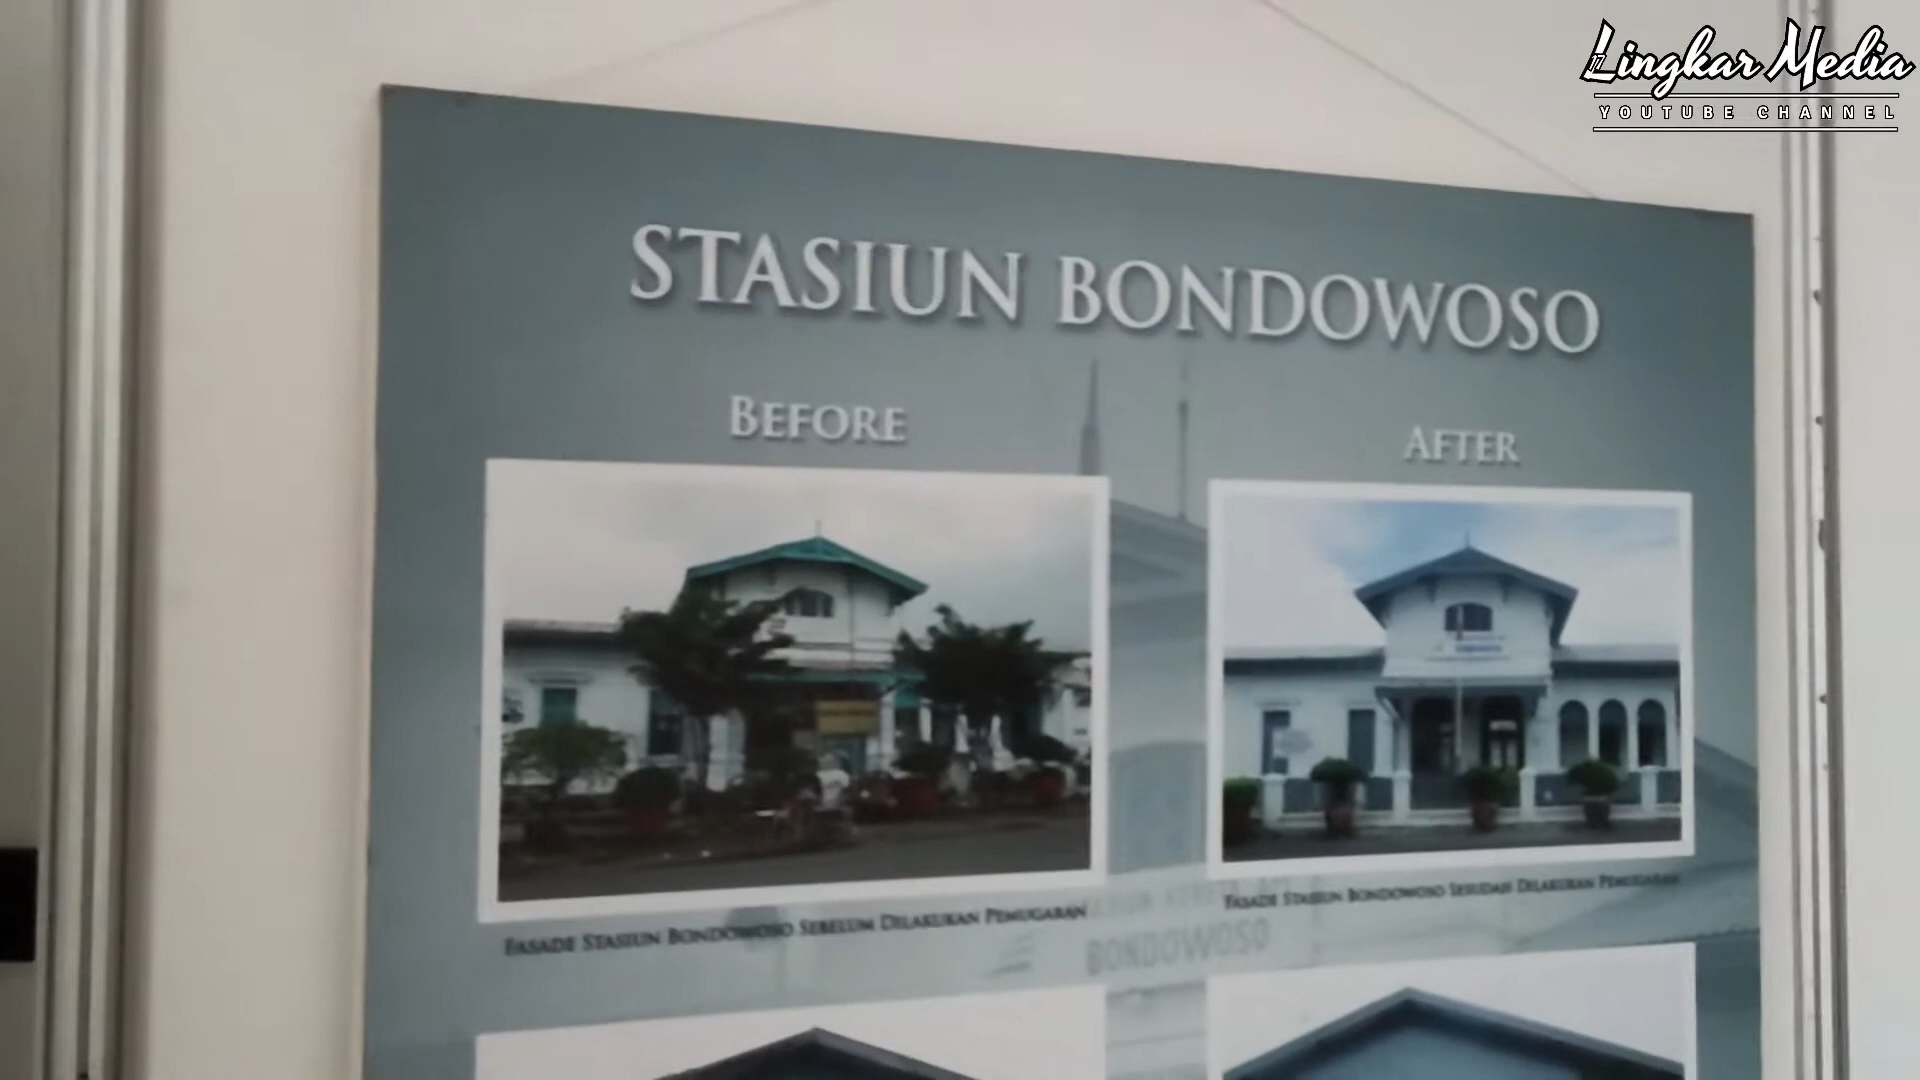 Lingkar Media
YOUTUBE CHANNEL
STASIUN BONDOWOSO
BEFORE
AFTER
FASADE STASIUN BONDOWOSO SEBELUM DILAKUKAN PEMUGARAN
FASADE STASIUN BONDOWOSO SESUDAH DILAKUKAN PEMUGARAN
BONDOWOSO